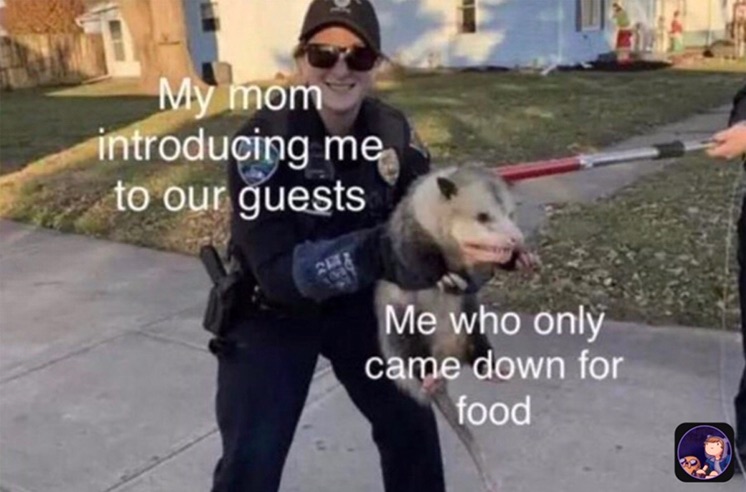 My mom
introducing me
to our guests
Me who only
came down for
food